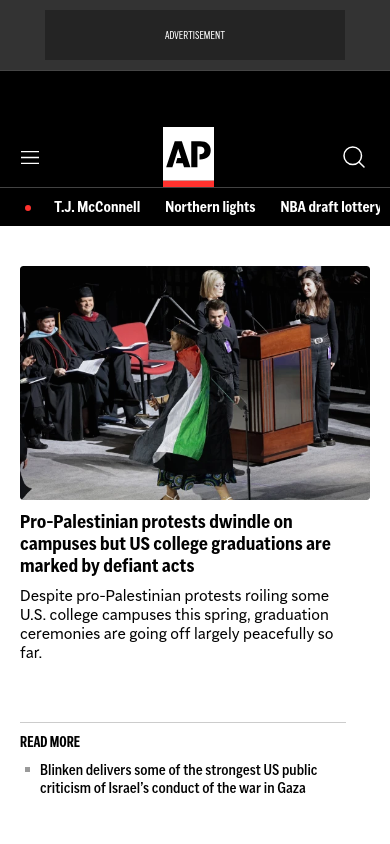 ADVERTISEMENT
AP
T.J. McConnell Northern lights NBA draft lottery
Pro-Palestinian protests dwindle on
campuses but US college graduations are
marked by defiant acts
Despite pro-Palestinian protests roiling some
U.S. college campuses this spring, graduation
ceremonies are going off largely peacefully so
far.
READ MORE
Blinken delivers some of the strongest US public
criticism of Israel’s conduct of the war in Gaza